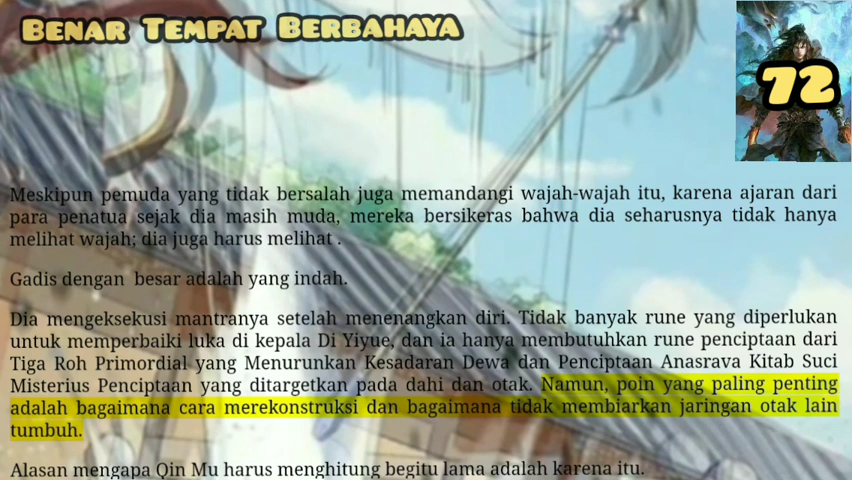 Benar Tempat Berbahaya
72
Meskipun pemuda yang tidak bersalah juga memandangi wajah-wajah itu, karena ajaran dari
para penatua sejak dia masih muda, mereka bersikeras bahwa dia seharusnya tidak hanya
melihat wajah; dia juga harus melihat .
Gadis dengan besar adalah yang indah.
Dia mengeksekusi mantranya setelah menenangkan diri. Tidak banyak rune yang diperlukan
untuk memperbaiki luka di kepala Di Yiyue, dan ia hanya membutuhkan rune penciptaan dari
Tiga Roh Primordial yang Menurunkan Kesadaran Dewa dan Penciptaan Anasrava Kitab Suci
Misterius Penciptaan yang ditargetkan pada dahi dan otak. Namun, poin yang paling penting
adalah bagaimana cara merekonstruksi dan bagaimana tidak membiarkan jaringan otak lain
tumbuh.
Alasan mengapa Qin Mu harus menghitung begitu lama adalah karena itu.